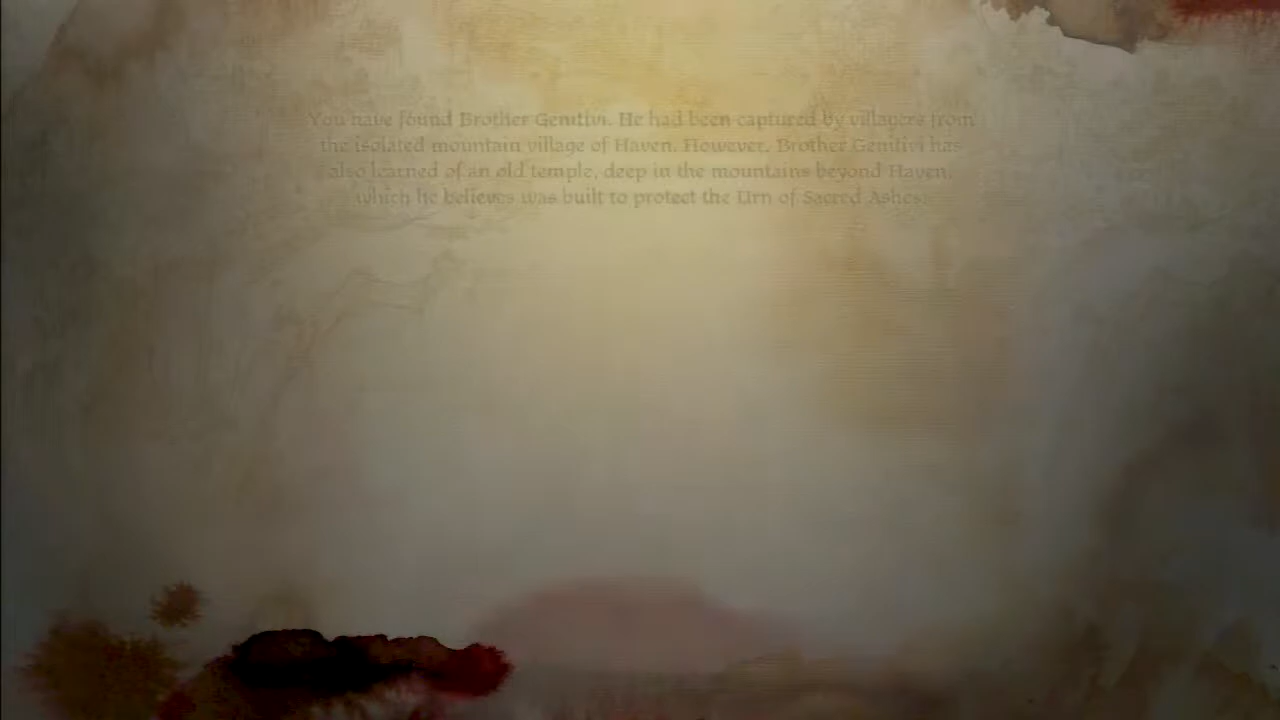 You have found Brother Genitivi. He had been captured by villagers from
the isolated mountain village of Haven. However, Brother Genitivi has
also learned of an old temple, deep in the mountains beyond Haven,
which he believes was built to protect the Urn of Sacred Ashes.